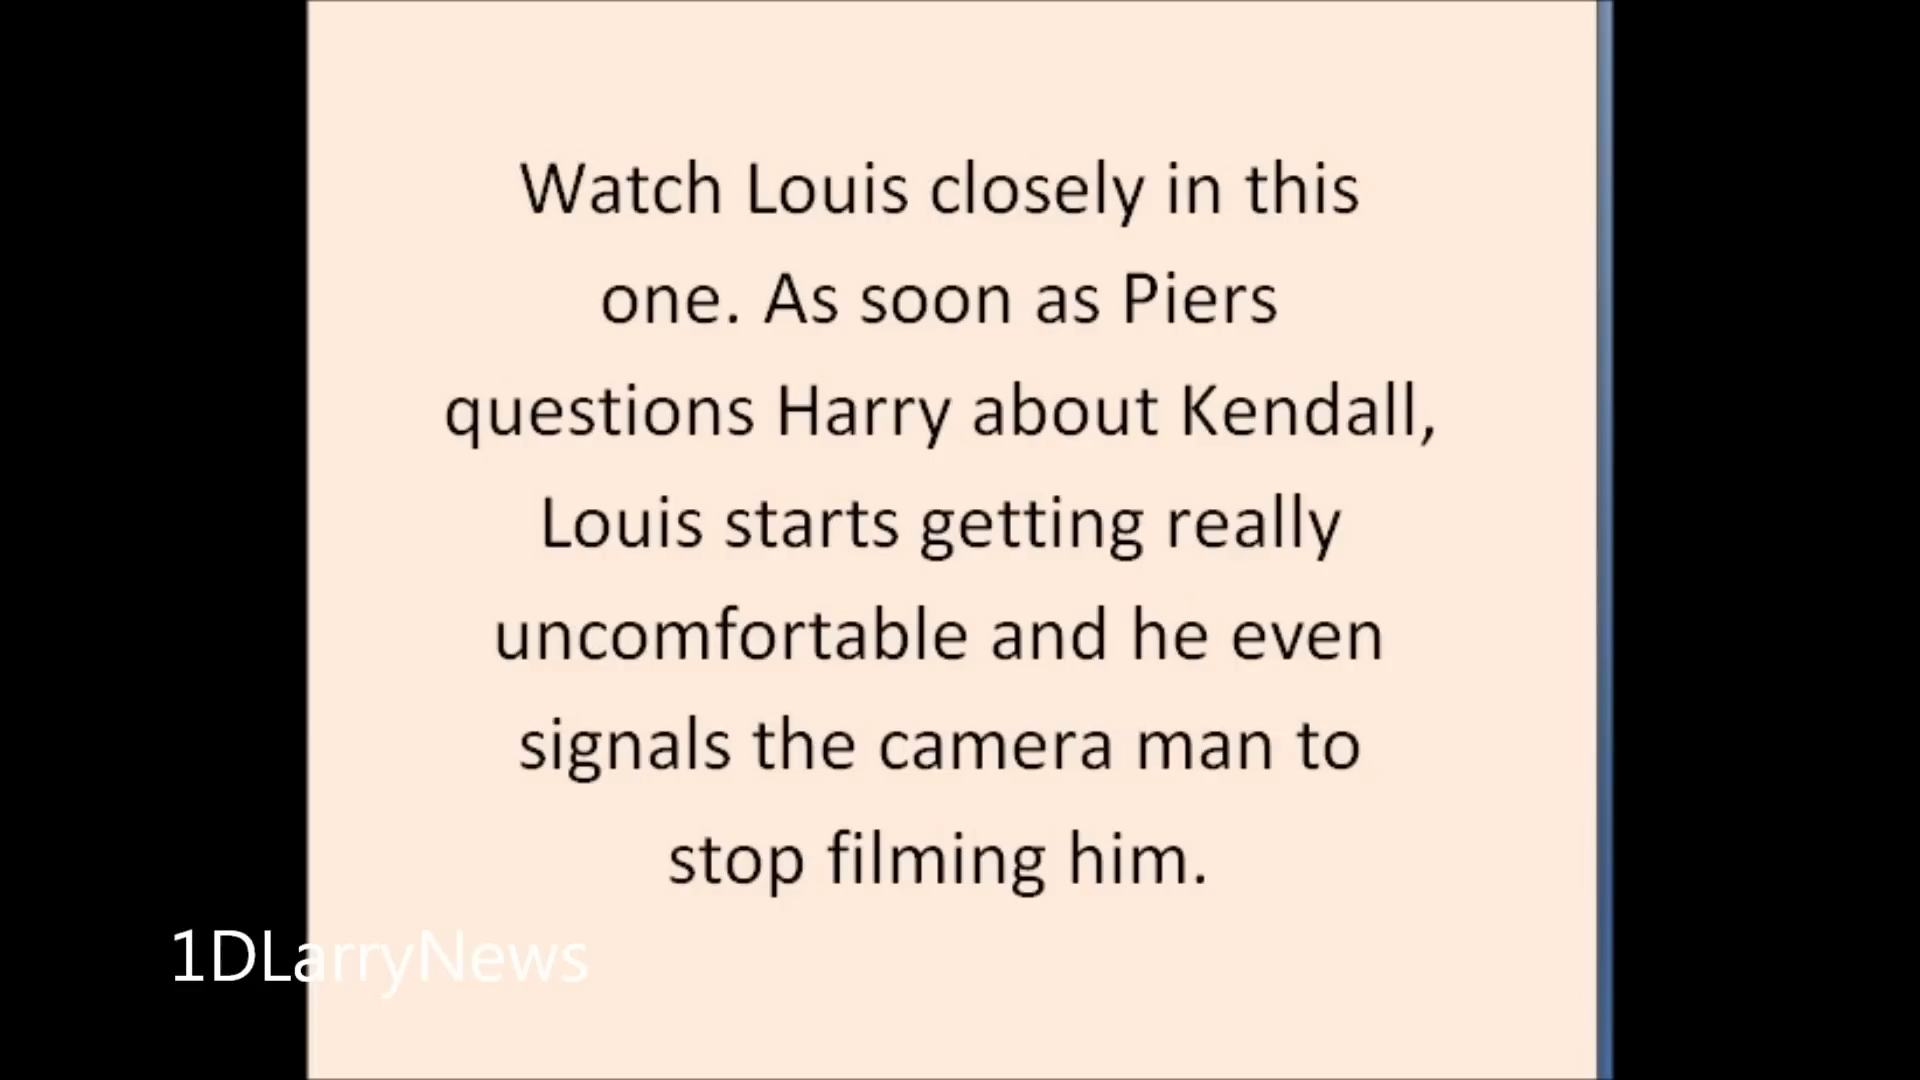 Watch Louis closely in this
one. As soon as Piers
questions Harry about Kendall,
Louis starts getting really
uncomfortable and he even
signals the camera man to
stop filming him.
1DLarryNews